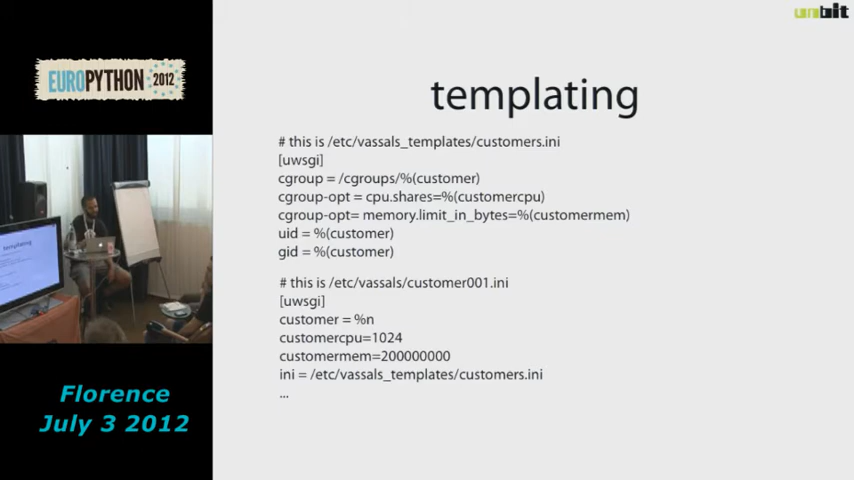 unbit
EUROPYTHON 2012
templating
# this is /etc/vassals_templates/customers.ini
[uwsgi]
cgroup = /cgroups/%(customer)
cgroup-opt = cpu.shares=%(customercpu)
cgroup-opt= memory.limit_in_bytes=%(customermem)
uid = %(customer)
gid = %(customer)
# this is /etc/vassals/customer001.ini
[uwsgi]
customer = %n
customercpu=1024
customermem=200000000
ini = /etc/vassals_templates/customers.ini
...
templating
Florence
July 3 2012